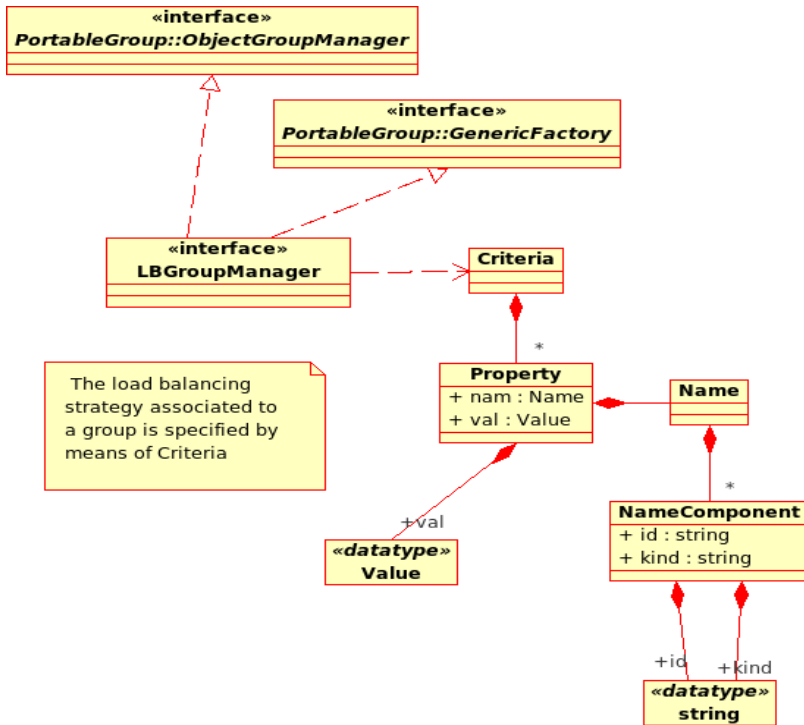 «interface»
PortableGroup::ObjectGroupManager
«interface»
PortableGroup::GenericFactory
«interface»
LBGroupManager
Criteria
*
The load balancing
strategy associated to
a group is specified by
means of Criteria
Property
+ nam : Name
+ val : Value
Name
*
NameComponent
+ id : string
+ kind : string
+val
«datatype»
Value
+id
+kind
«datatype»
string